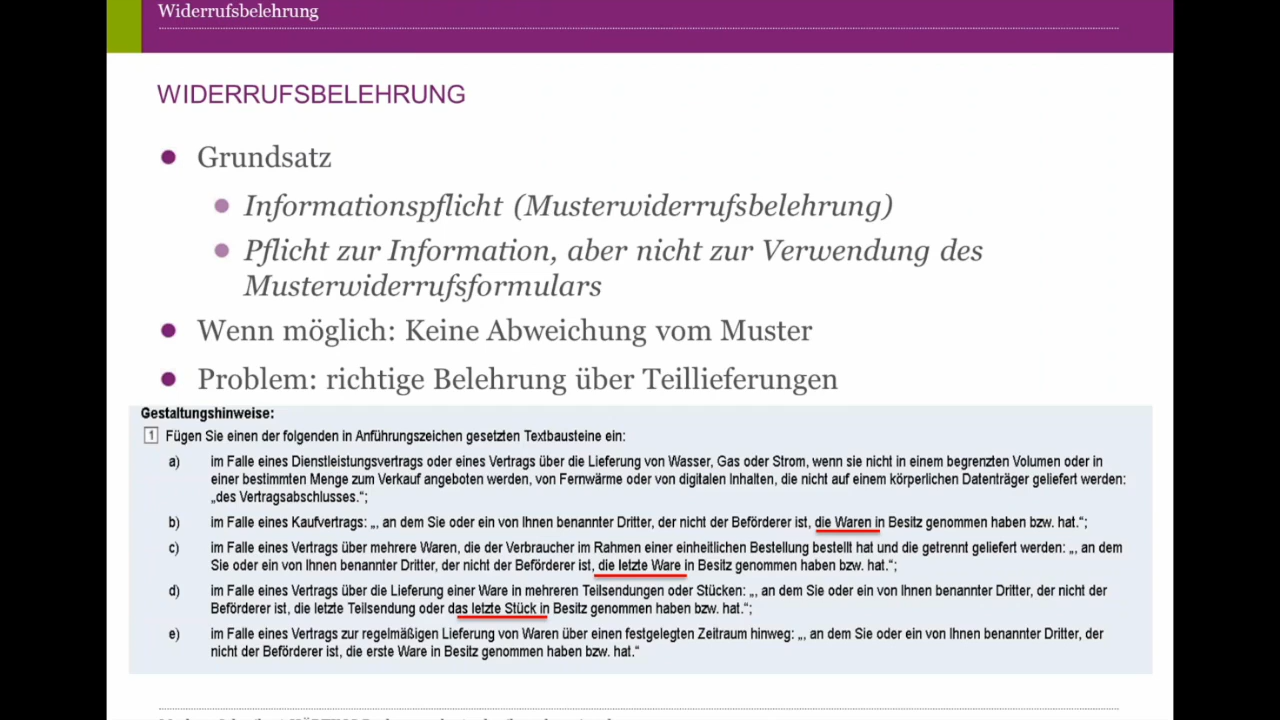 Widerrufsbelehrung
WIDERRUFSBELEHRUNG
Grundsatz
Informationspflicht (Musterwiderrufsbelehrung)
Pflicht zur Information, aber nicht zur Verwendung des
Musterwiderrufsformulars
Wenn möglich: Keine Abweichung vom Muster
Problem: richtige Belehrung über Teillieferungen
Gestaltungshinweise:
1 Fügen Sie einen der folgenden in Anführungszeichen gesetzten Textbausteine ein:
a) im Falle eines Dienstleistungsvertrags oder eines Vertrags über die Lieferung von Wasser, Gas oder Strom, wenn sie nicht in einem begrenzten Volumen oder in
einer bestimmten Menge zum Verkauf angeboten werden, von Fernwärme oder von digitalen Inhalten, die nicht auf einem körperlichen Datenträger geliefert werden:
„des Vertragsabschlusses.“;
b) im Falle eines Kaufvertrags: „, an dem Sie oder ein von Ihnen benannter Dritter, der nicht der Beförderer ist, die Waren in Besitz genommen haben bzw. hat.“;
c) im Falle eines Vertrags über mehrere Waren, die der Verbraucher im Rahmen einer einheitlichen Bestellung bestellt hat und die getrennt geliefert werden: „, an dem
Sie oder ein von Ihnen benannter Dritter, der nicht der Beförderer ist, die letzte Ware in Besitz genommen haben bzw. hat.“;
d) im Falle eines Vertrags über die Lieferung einer Ware in mehreren Teilsendungen oder Stücken: „, an dem Sie oder ein von Ihnen benannter Dritter, der nicht der
Beförderer ist, die letzte Teilsendung oder das letzte Stück in Besitz genommen haben bzw. hat.“;
e) im Falle eines Vertrags zur regelmäßigen Lieferung von Waren über einen festgelegten Zeitraum hinweg: „, an dem Sie oder ein von Ihnen benannter Dritter, der
nicht der Beförderer ist, die erste Ware in Besitz genommen haben bzw. hat.“